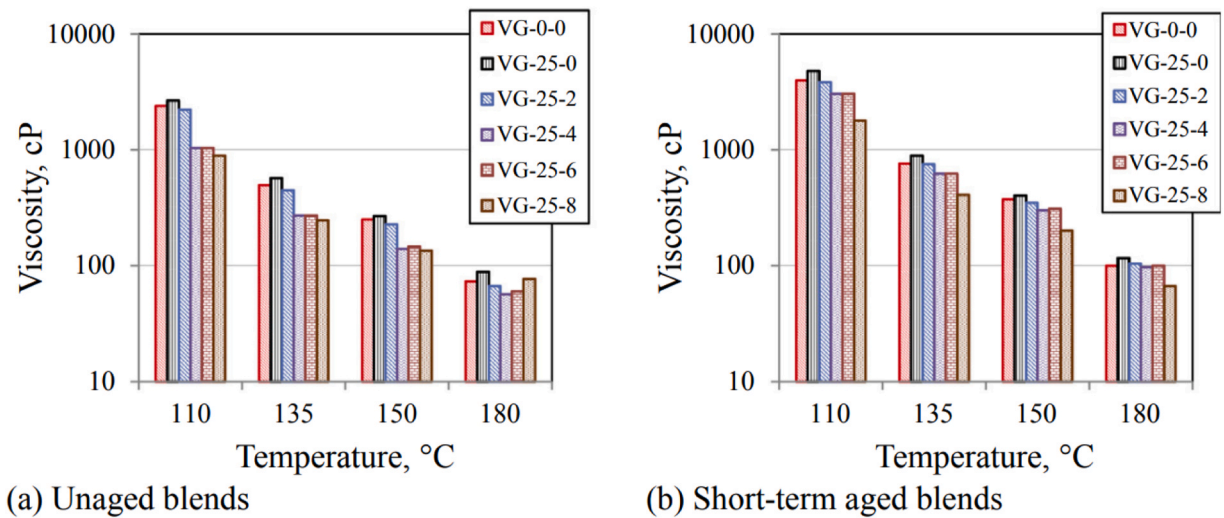 10000
1000
100
10
Viscosity, cP
110 135 150 180
Temperature, °C
VG-0-0
VG-25-0
VG-25-2
VG-25-4
VG-25-6
VG-25-8
(a) Unaged blends
10000
1000
100
10
Viscosity, cP
110 135 150 180
Temperature, °C
VG-0-0
VG-25-0
VG-25-2
VG-25-4
VG-25-6
VG-25-8
(b) Short-term aged blends